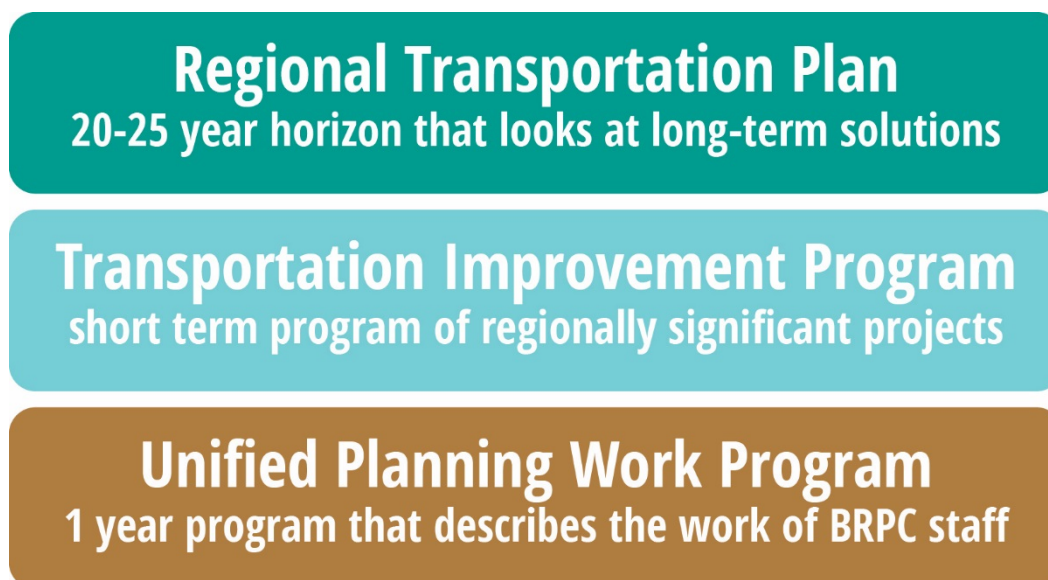 Regional Transportation Plan
20-25 year horizon that looks at long-term solutions
Transportation Improvement Program
short term program of regionally significant projects
Unified Planning Work Program
1 year program that describes the work of BRPC staff